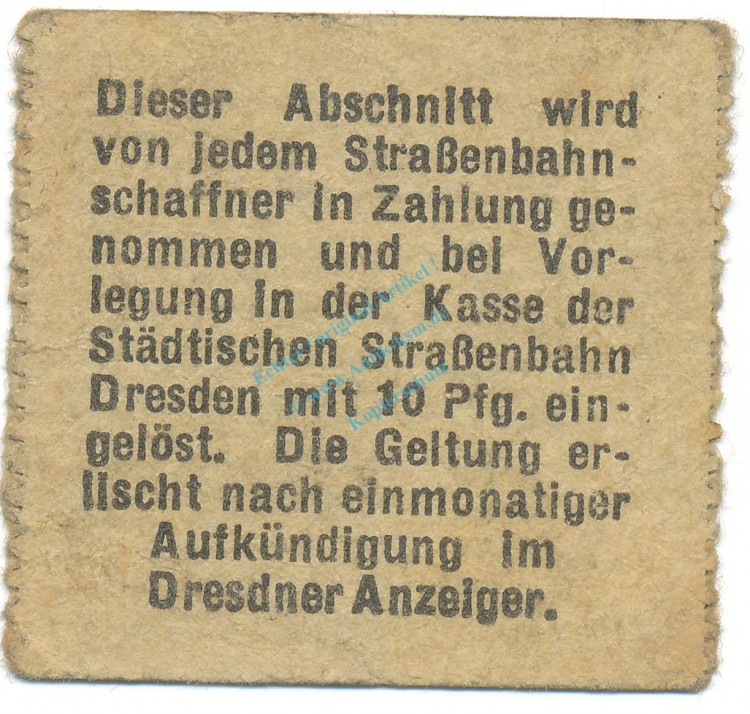 Dieser Abschnitt wird
von jedem Straßenbahn-
schaffner in Zahlung ge-
nommen und bei Vor-
legung in der Kasse der
Städtischen Straßenbahn
Dresden mit 10 Pfg. ein-
gelöst. Die Geltung er-
lischt nach einmonatiger
Aufkündigung im
Dresdner Anzeiger.